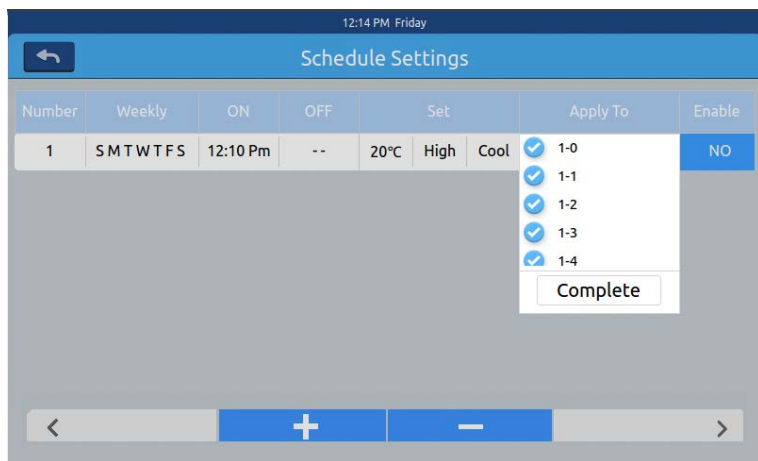 12:14 PM Friday
Schedule Settings
Number Weekly ON OFF Set Apply To Enable
1 S M T W T F S 12:10 Pm - - 20℃ High Cool 1-0 NO
1-1
1-2
1-3
1-4
Complete